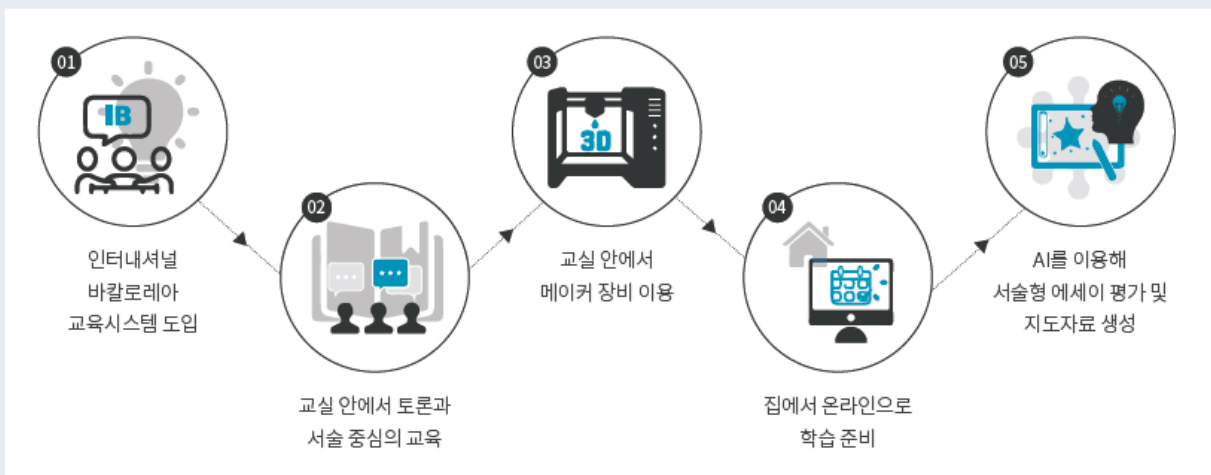 01
IB
인터내셔널
바칼로레아
교육시스템 도입
02
교실 안에서 토론과
서술 중심의 교육
03
3D
교실 안에서
메이커 장비 이용
04
집에서 온라인으로
학습 준비
05
AI를 이용해
서술형 에세이 평가 및
지도자료 생성